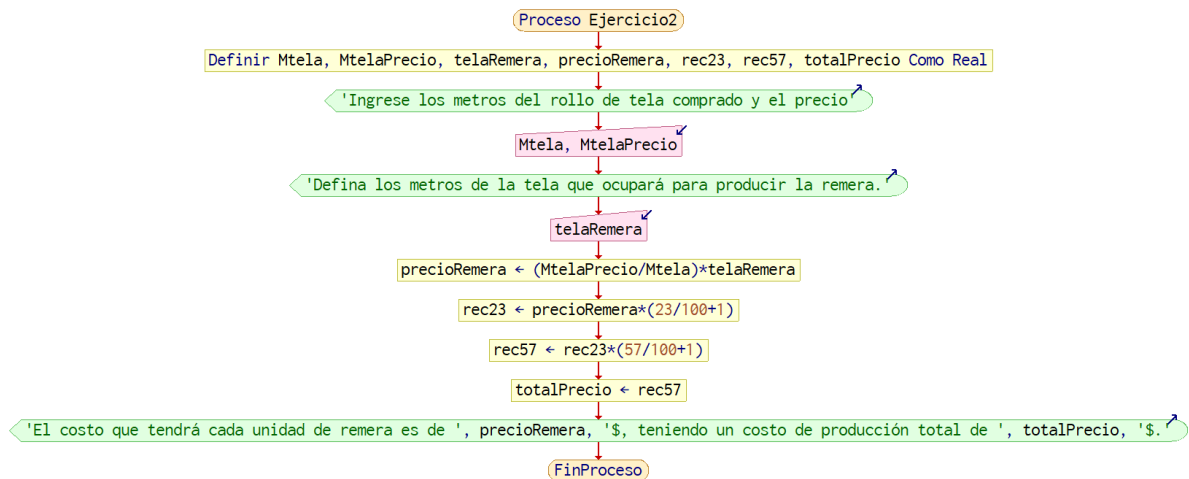 Proceso Ejercicio2
Definir Mtela, MtelaPrecio, telaRemera, precioRemera, rec23, rec57, totalPrecio Como Real
'Ingrese los metros del rollo de tela comprado y el precio'
Mtela, MtelaPrecio
'Defina los metros de la tela que ocupará para producir la remera.'
telaRemera
precioRemera ← (MtelaPrecio/Mtela)*telaRemera
rec23 ← precioRemera*(23/100+1)
rec57 ← rec23*(57/100+1)
totalPrecio ← rec57
'El costo que tendrá cada unidad de remera es de ', precioRemera, '$, teniendo un costo de producción total de ', totalPrecio, '$.'
FinProceso